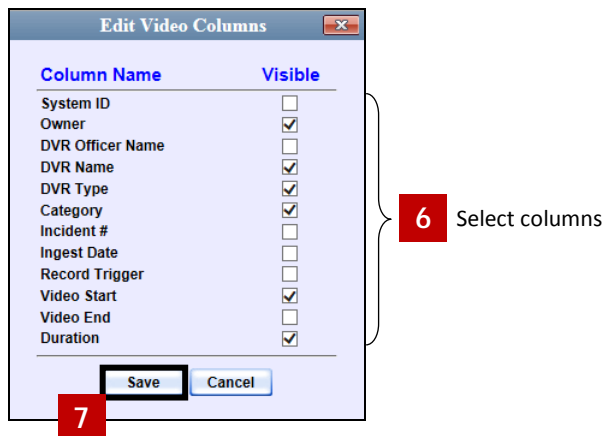 Edit Video Columns
Column Name Visible
System ID
Owner
DVR Officer Name
DVR Name
DVR Type
Category
Incident #
Ingest Date
Record Trigger
Video Start
Video End
Duration
6 Select columns
Save Cancel
7